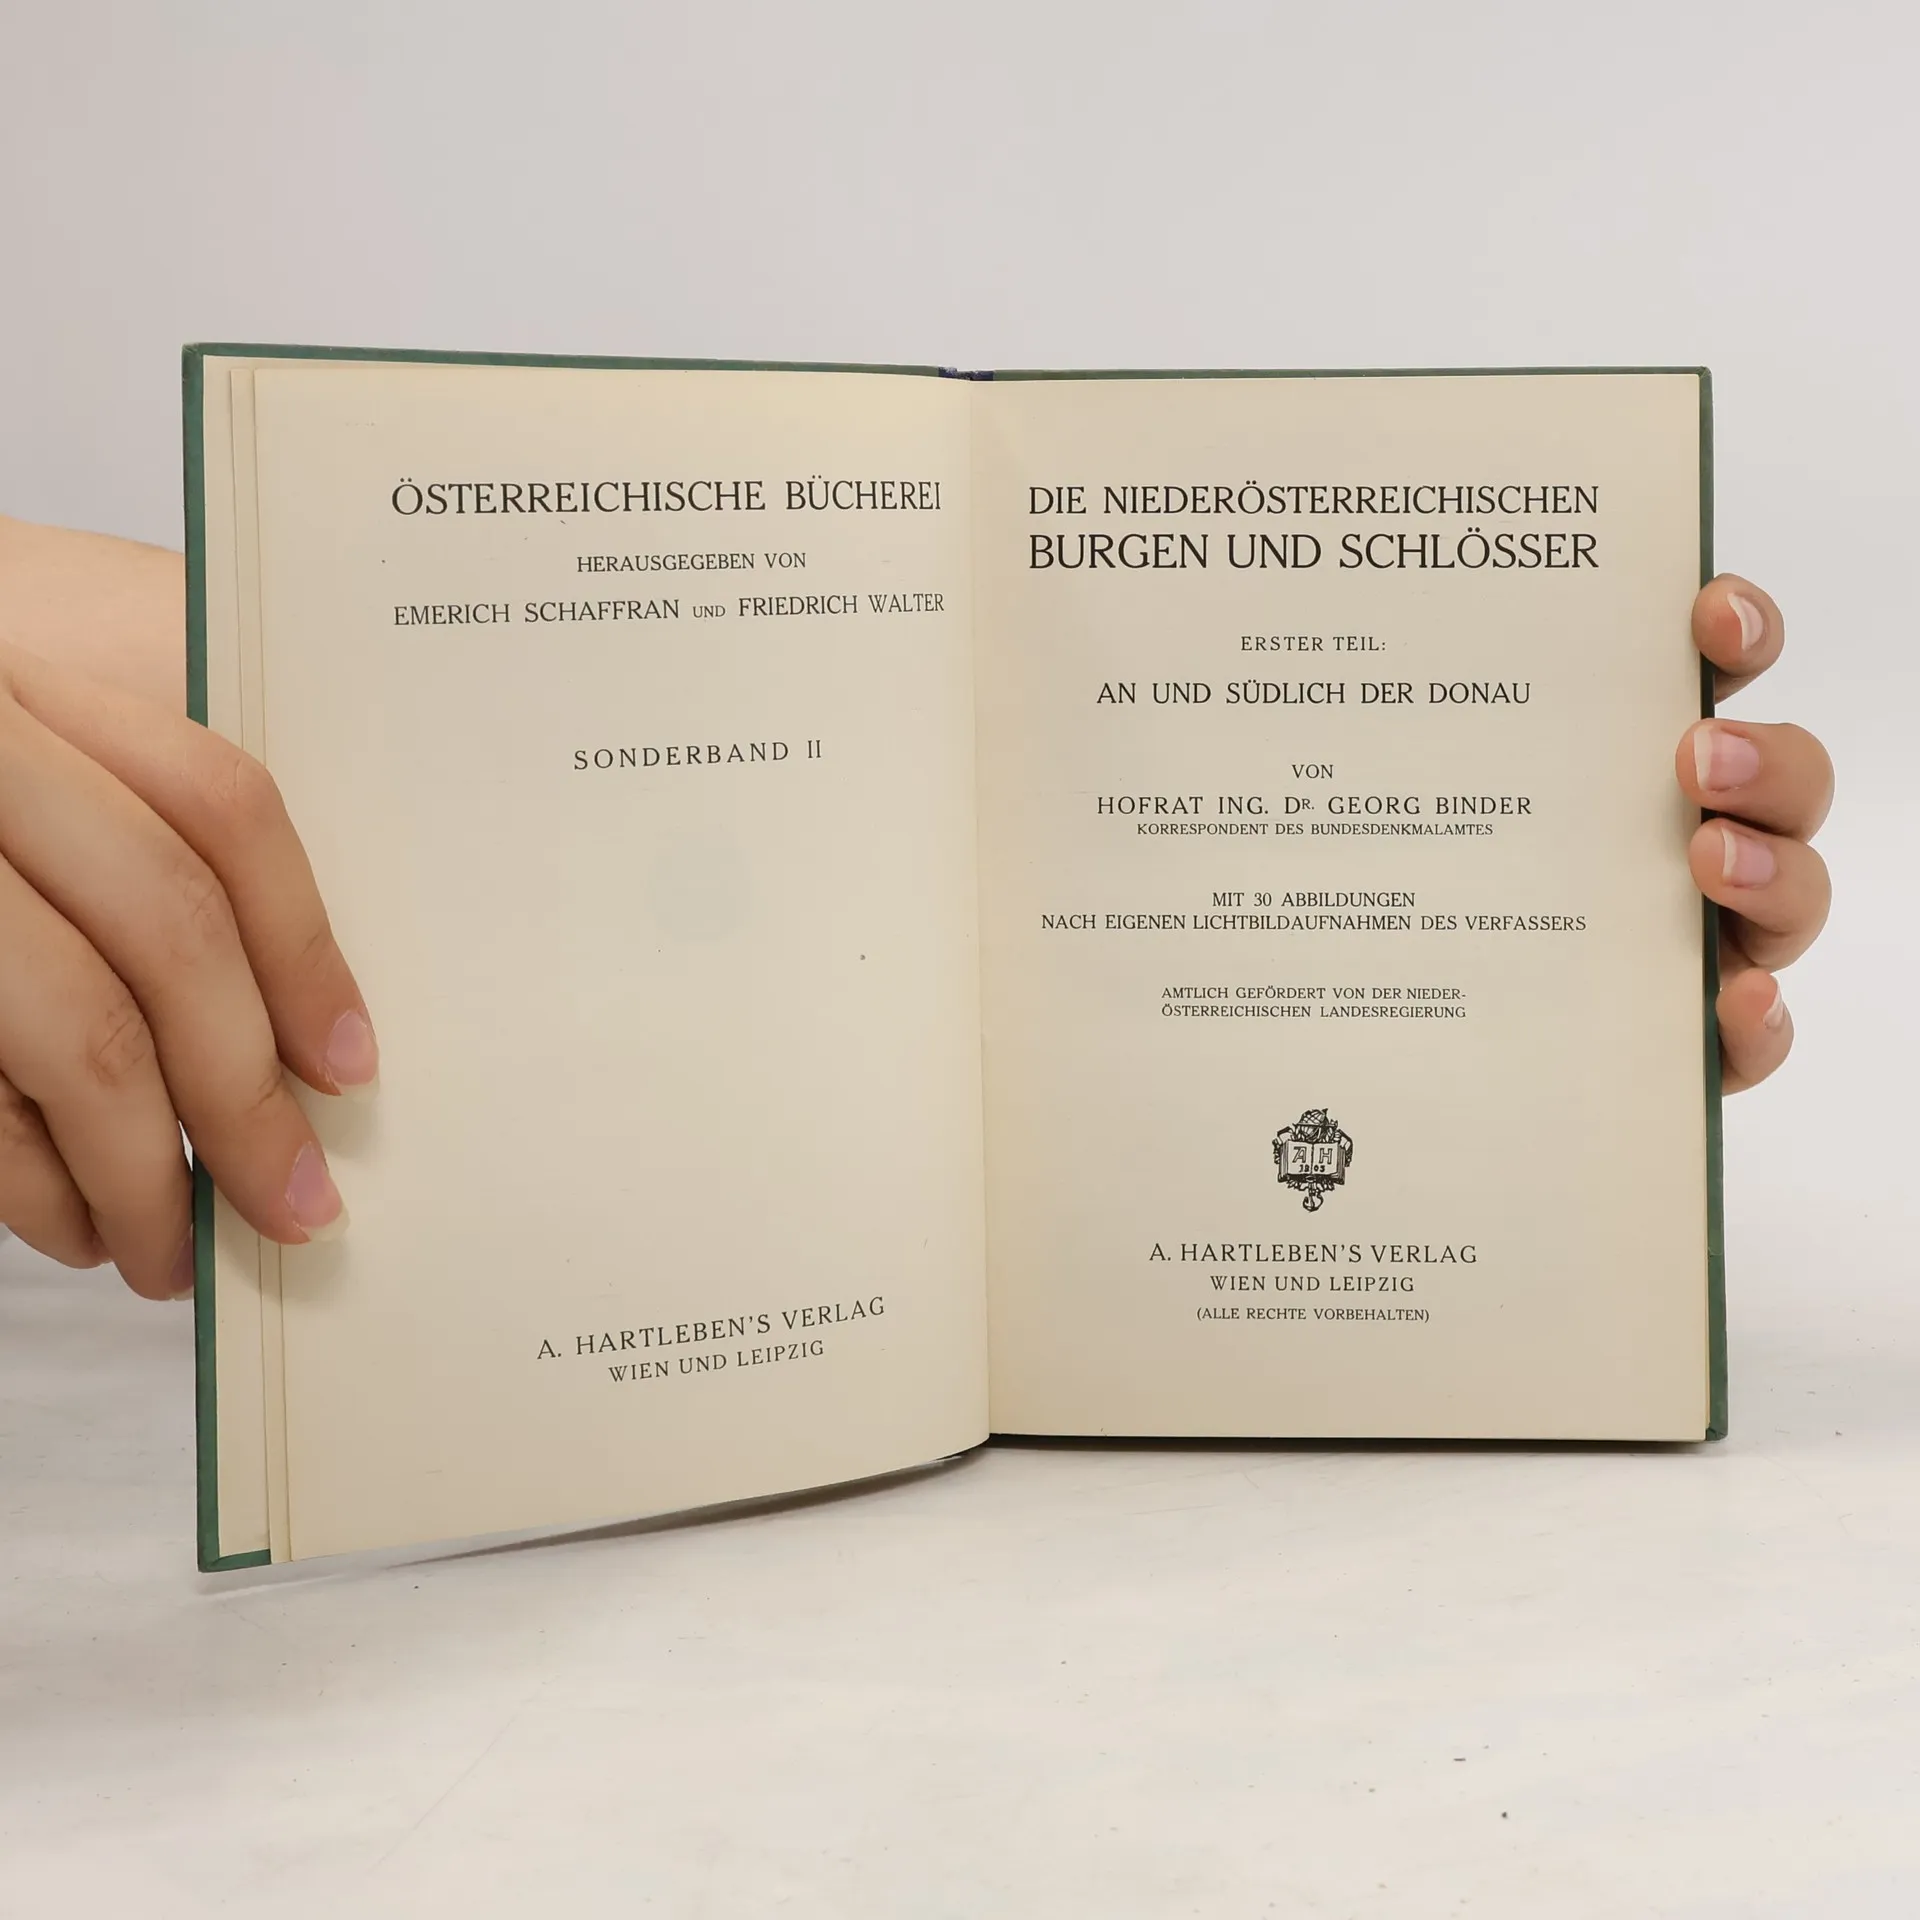 ÖSTERREICHISCHE BÜCHEREI
HERAUSGEGEBEN VON
EMERICH SCHAFFRAN UND FRIEDRICH WALTER
SONDERBAND II
A. HARTLEBEN'S VERLAG
WIEN UND LEIPZIG
DIE NIEDERÖSTERREICHISCHEN
BURGEN UND SCHLÖSSER
ERSTER TEIL:
AN UND SÜDLICH DER DONAU
VON
HOFRAT ING. DR. GEORG BINDER
KORRESPONDENT DES BUNDESDENKMALAMTES
MIT 30 ABBILDUNGEN
NACH EIGENEN LICHTBILDAUFNAHMEN DES VERFASSERS
AMTLICH GEFÖRDERT VON DER NIEDER-
ÖSTERREICHISCHEN LANDESREGIERUNG
A H
1803
A. HARTLEBEN'S VERLAG
WIEN UND LEIPZIG
(ALLE RECHTE VORBEHALTEN)